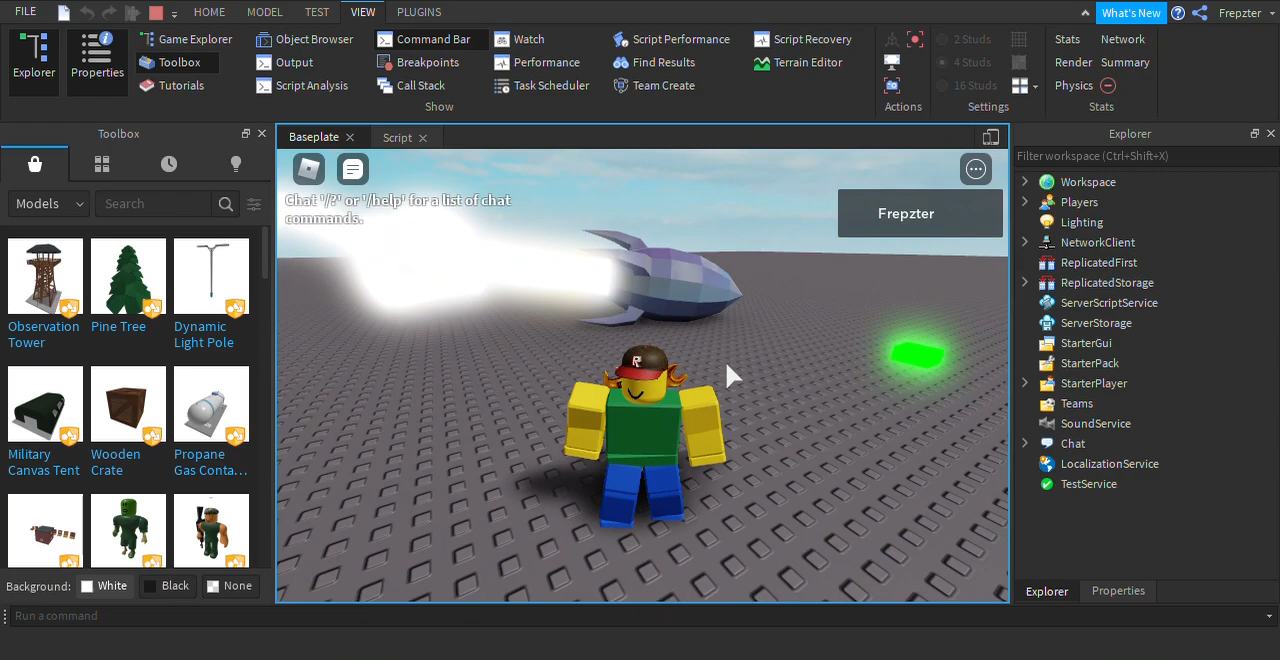 FILE HOME MODEL TEST VIEW PLUGINS What's New Frepzter
Explorer
Properties
Game Explorer
Toolbox
Tutorials
Object Browser
Output
Script Analysis
Command Bar
Breakpoints
Call Stack
Watch
Performance
Task Scheduler
Script Performance
Find Results
Team Create
Script Recovery
Terrain Editor
Show
Actions
2 Studs
4 Studs
16 Studs
Settings
Stats Network
Render Summary
Physics
Stats
Toolbox
Models
Search
Observation
Tower
Pine Tree
Dynamic
Light Pole
Military
Canvas Tent
Wooden
Crate
Propane
Gas Conta...
Background: White Black None
Baseplate
Script
Chat '/?' or '/help' for a list of chat
commands.
Frepzter
R
Explorer
Filter workspace (Ctrl+Shift+X)
Workspace
Players
Lighting
NetworkClient
ReplicatedFirst
ReplicatedStorage
ServerScriptService
ServerStorage
StarterGui
StarterPack
StarterPlayer
Teams
SoundService
Chat
LocalizationService
TestService
Explorer Properties
Run a command